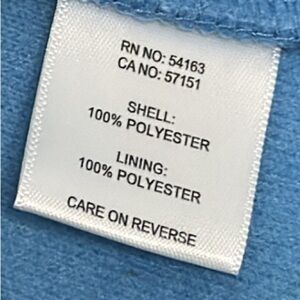 RN NO: 54163
CA NO: 57151
SHELL:
100% POLYESTER
LINING:
100% POLYESTER
CARE ON REVERSE